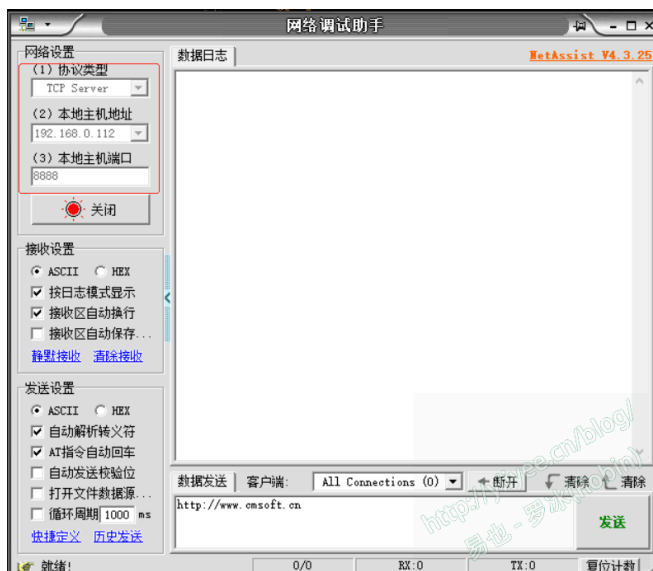 网络调试助手
网络设置
(1) 协议类型
TCP Server
(2) 本地主机地址
192.168.0.112
(3) 本地主机端口
8888
关闭
接收设置
ASCII HEX
按日志模式显示
接收区自动换行
接收区自动保存...
静默接收 清除接收
发送设置
ASCII HEX
自动解析转义符
AT指令自动回车
自动发送校验位
打开文件数据源...
循环周期 1000 ms
快捷定义 历史发送
数据日志 NetAssist V4.3.25
数据发送 客户端: All Connections (0) 断开 清除 清除
http://www.cmsoft.cn
发送
就绪! 0/0 RX:0 TX:0 复位计数